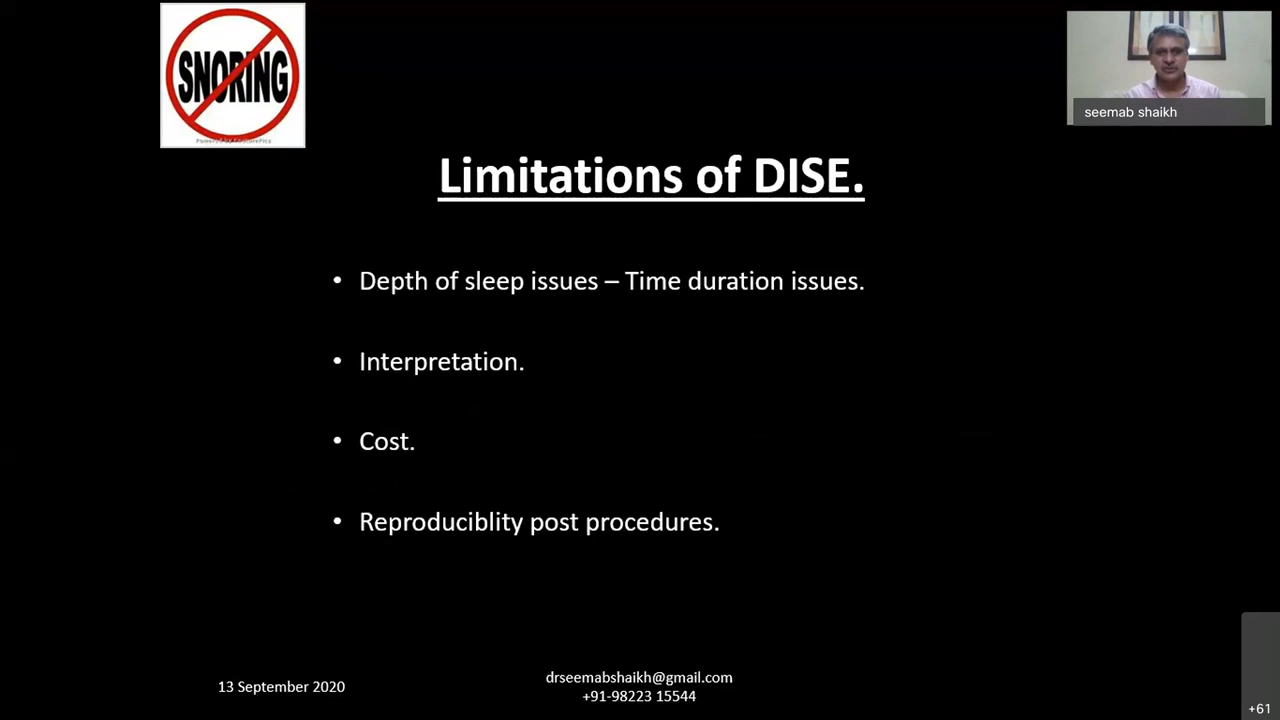 SNORING
seemab shaikh
Limitations of DISE.
• Depth of sleep issues – Time duration issues.
• Interpretation.
• Cost.
• Reproduciblity post procedures.
13 September 2020
drseemabshaikh@gmail.com
+91-98223 15544
+61